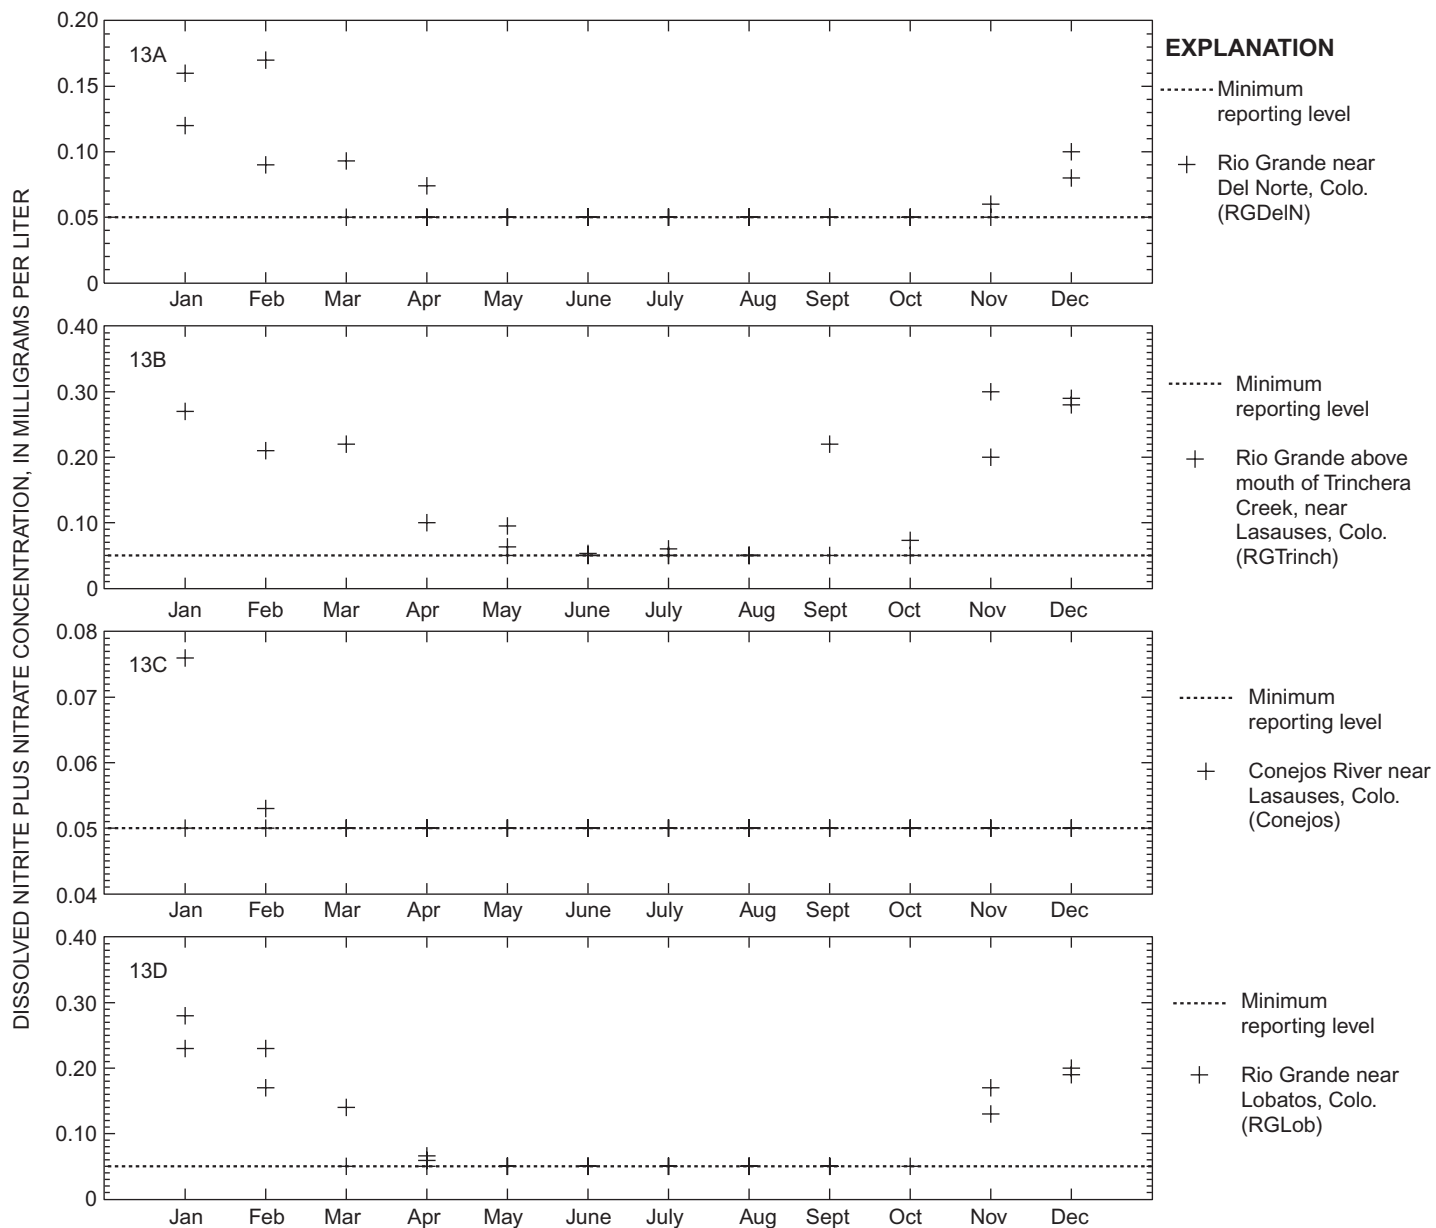 DISSOLVED NITRITE PLUS NITRATE CONCENTRATION, IN MILLIGRAMS PER LITER
13A
0.20
0.15
0.10
0.05
0
Jan Feb Mar Apr May June July Aug Sept Oct Nov Dec
EXPLANATION
Minimum
reporting level
Rio Grande near
Del Norte, Colo.
(RGDelN)
13B
0.40
0.30
0.20
0.10
0
Jan Feb Mar Apr May June July Aug Sept Oct Nov Dec
Minimum
reporting level
Rio Grande above
mouth of Trinchera
Creek, near
Lasauses, Colo.
(RGTrinch)
13C
0.08
0.07
0.06
0.05
0.04
Jan Feb Mar Apr May June July Aug Sept Oct Nov Dec
Minimum
reporting level
Conejos River near
Lasauses, Colo.
(Conejos)
13D
0.40
0.30
0.20
0.10
0
Jan Feb Mar Apr May June July Aug Sept Oct Nov Dec
Minimum
reporting level
Rio Grande near
Lobatos, Colo.
(RGLob)